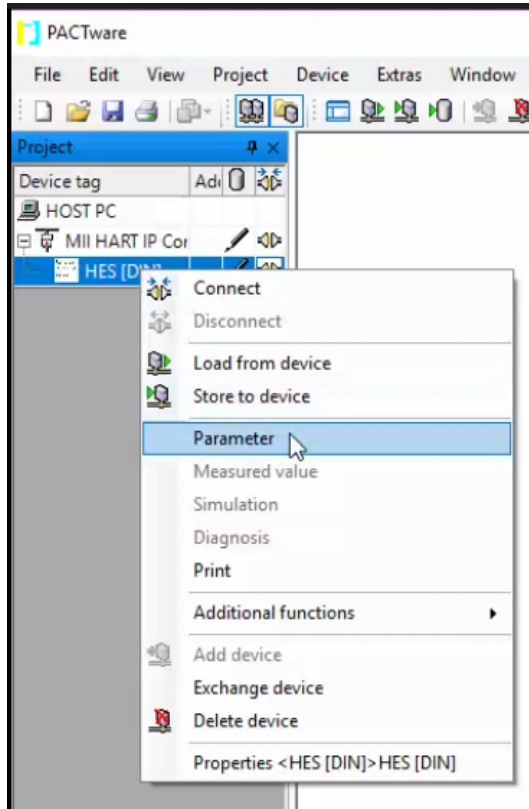 PACTware
File Edit View Project Device Extras Window
Project
Device tag Ad
HOST PC
MII HART IP Cor
HES [DIN]
Connect
Disconnect
Load from device
Store to device
Parameter
Measured value
Simulation
Diagnosis
Print
Additional functions
Add device
Exchange device
Delete device
Properties <HES [DIN]>HES [DIN]